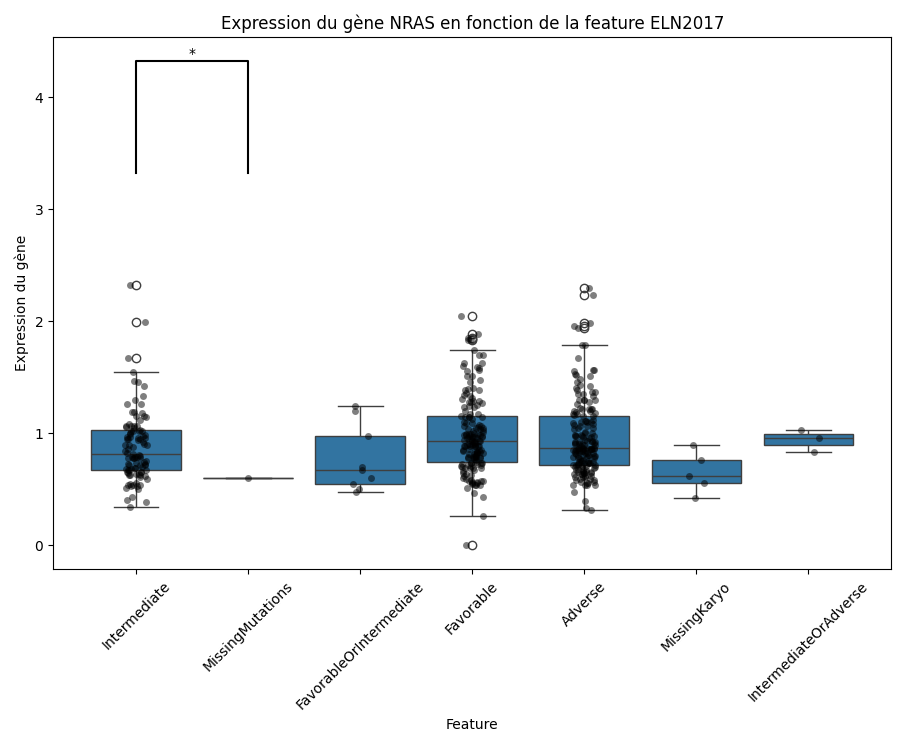 Expression du gène NRAS en fonction de la feature ELN2017
*
4
3
2
1
0
Expression du gène
Intermediate
MissingMutations
FavorableOrIntermediate
Favorable
Adverse
MissingKaryo
IntermediateOrAdverse
Feature